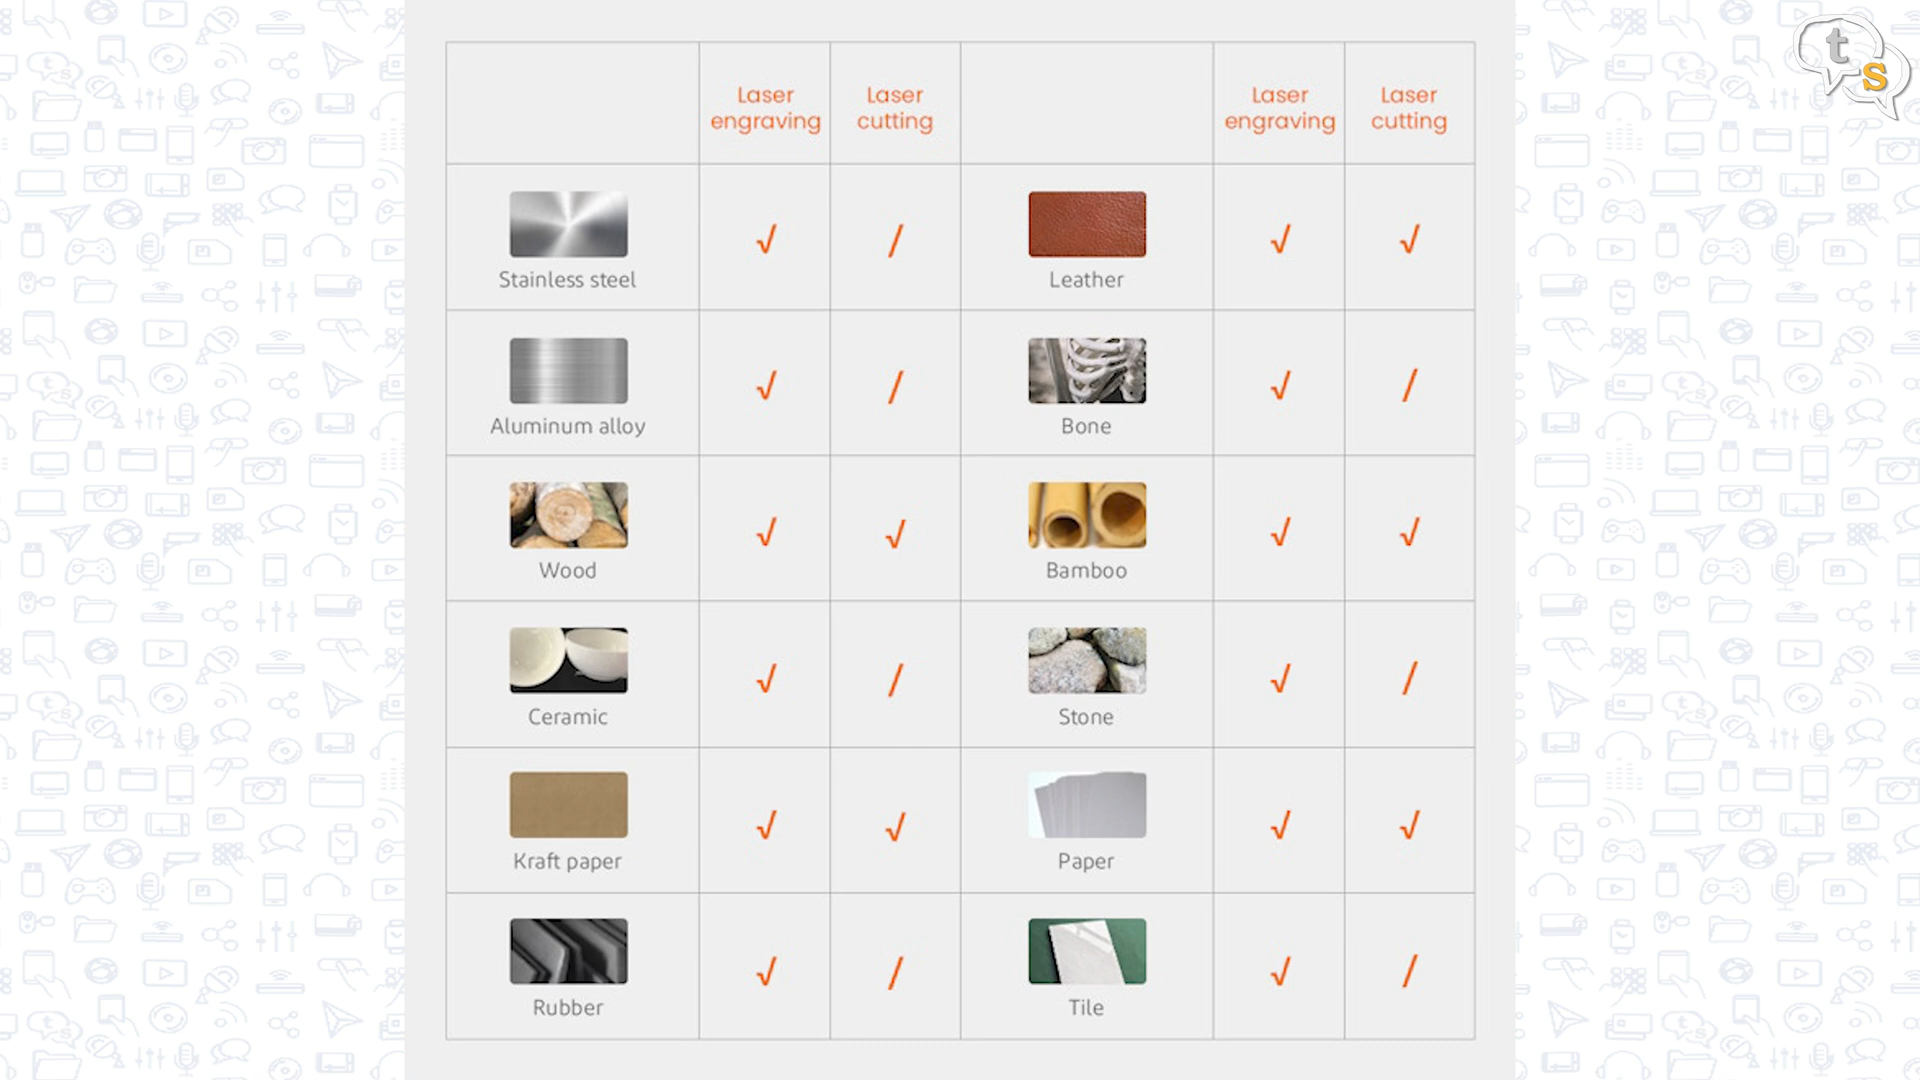 Laser
engraving
Laser
cutting
Laser
engraving
Laser
cutting
Stainless steel
√
/
Leather
√
√
Aluminum alloy
√
/
Bone
√
/
Wood
√
√
Bamboo
√
√
Ceramic
√
/
Stone
√
/
Kraft paper
√
√
Paper
√
√
Rubber
√
/
Tile
√
/
t
s